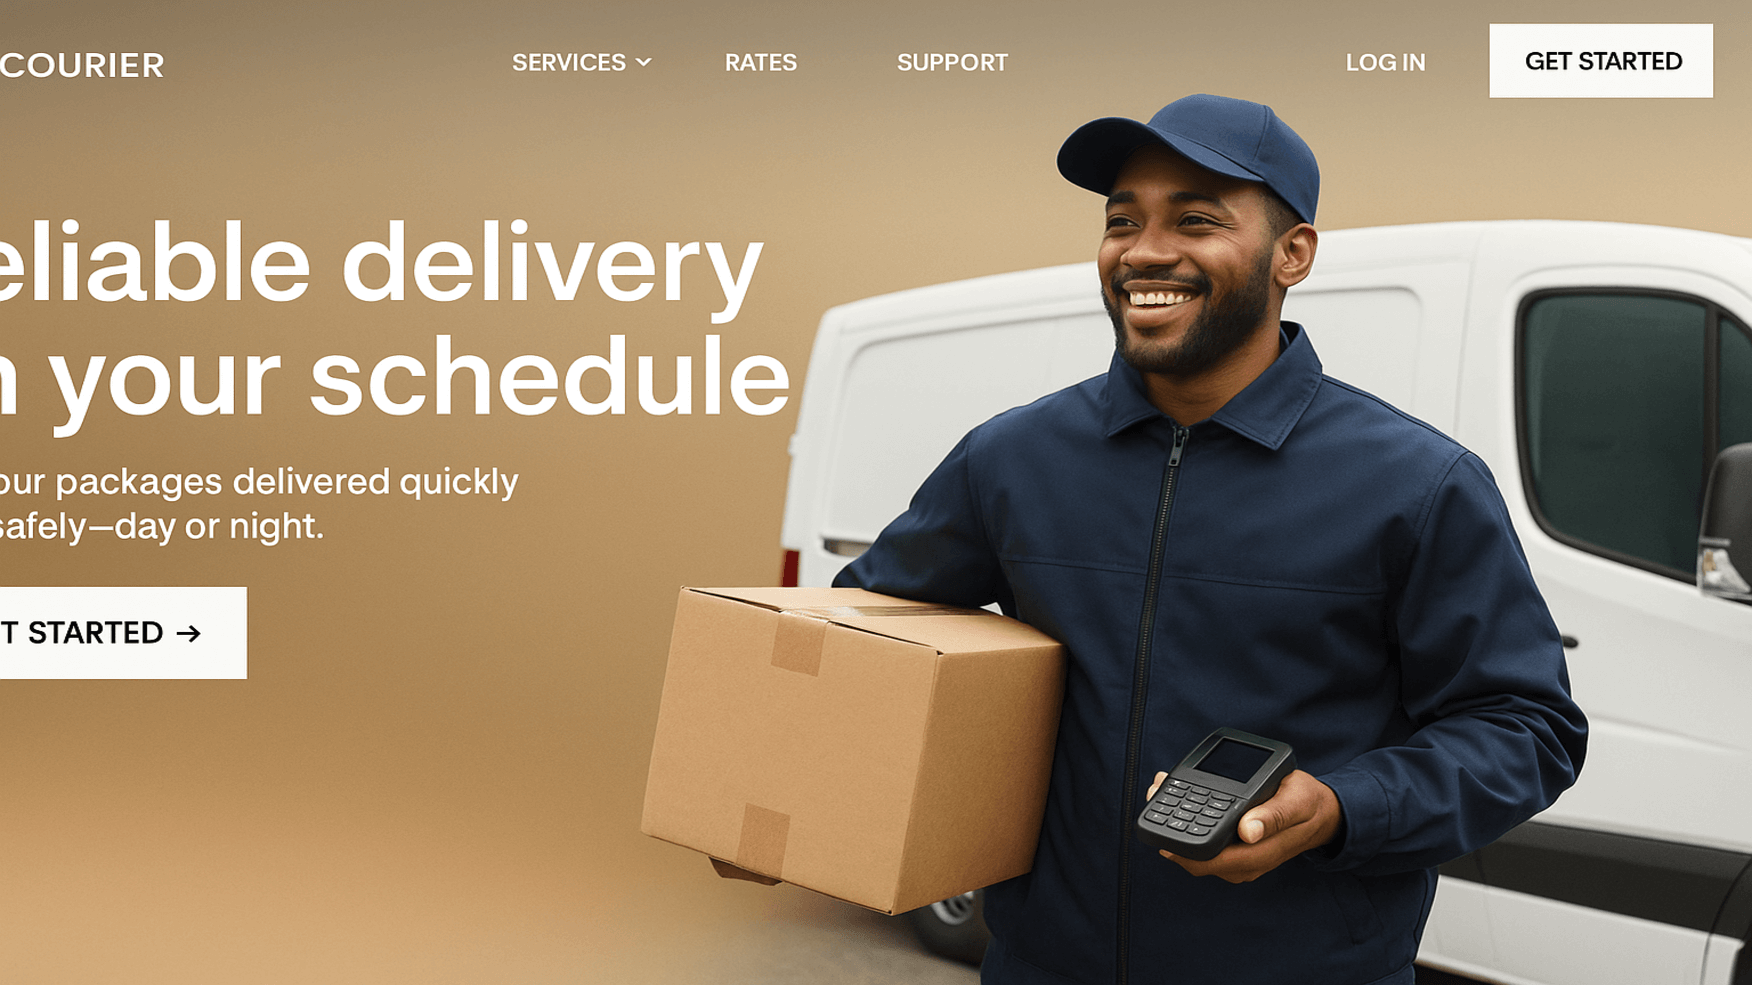 COURIER
SERVICES
RATES
SUPPORT
LOG IN
GET STARTED
eliable delivery
n your schedule
our packages delivered quickly
safely—day or night.
T STARTED →